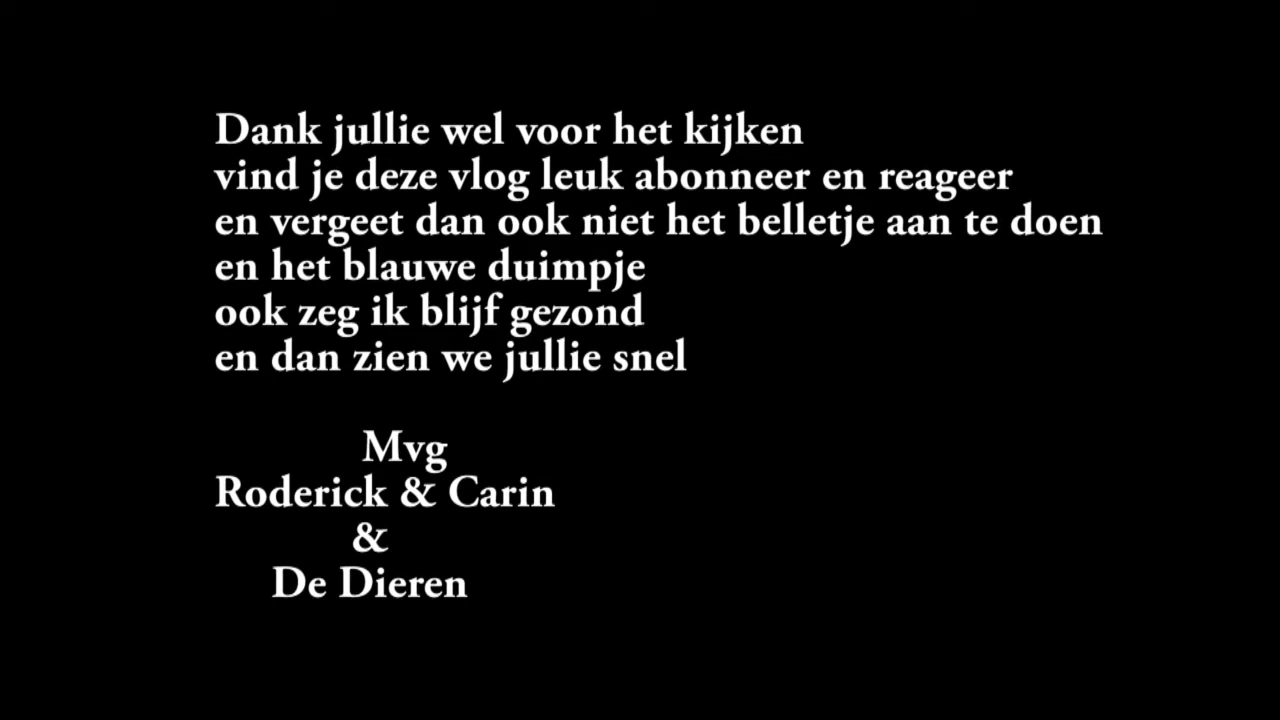 Dank jullie wel voor het kijken
vind je deze vlog leuk abonneer en reageer
en vergeet dan ook niet het belletje aan te doen
en het blauwe duimpje
ook zeg ik blijf gezond
en dan zien we jullie snel
Mvg
Roderick & Carin
&
De Dieren